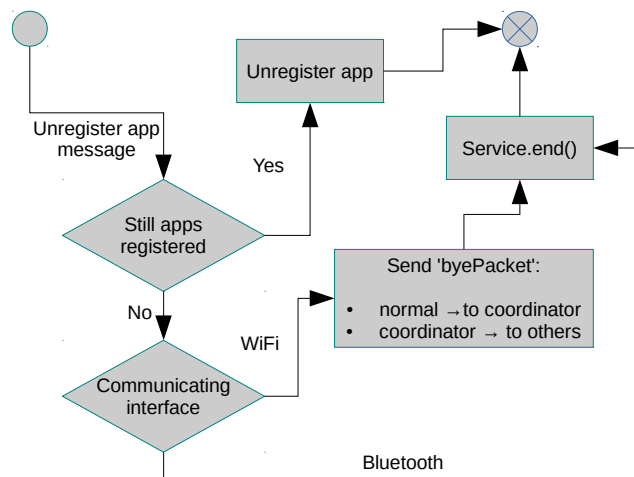 Unregister app
Unregister app
message
Service.end()
Yes
Still apps
registered
Send 'byePacket':
No
• normal →to coordinator
• coordinator → to others
WiFi
Communicating
interface
Bluetooth